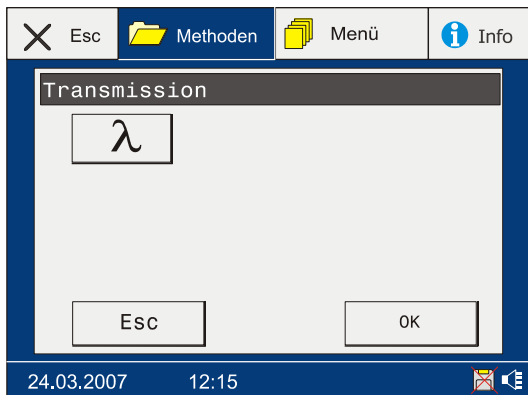 Esc Methoden Menü Info
Transmission
λ
Esc OK
24.03.2007 12:15